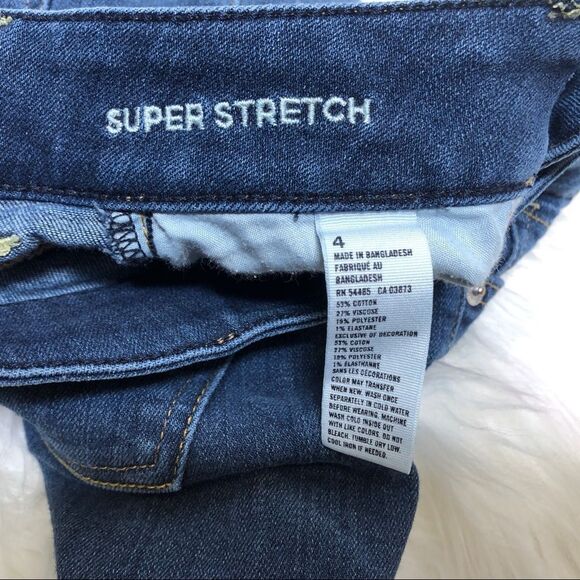 SUPER STRETCH
4
MADE IN BANGLADESH
FABRIQUÉ AU
BANGLADESH
RN 54485 CA 03873
53% COTTON
27% VISCOSE
19% POLYESTER
1% ELASTANE
EXCLUSIVE OF DECORATION
53% COTON
27% VISCOSE
19% POLYESTER
1% ÉLASTHANNE
SANS LES DÉCORATIONS
COLOR MAY TRANSFER
WHEN NEW. WASH ONCE
SEPARATELY IN COLD WATER
BEFORE WEARING. MACHINE
WASH COLD INSIDE OUT
WITH LIKE COLORS. DO NOT
BLEACH. TUMBLE DRY LOW.
COOL IRON IF NEEDED.